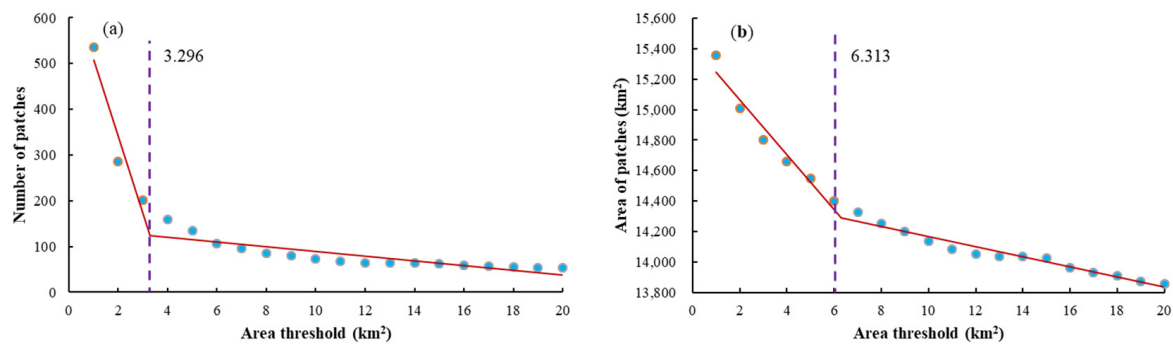 (a)
3.296
600
500
400
300
200
100
0
Number of patches
0 2 4 6 8 10 12 14 16 18 20
Area threshold (km²)
(b)
6.313
15,600
15,400
15,200
15,000
14,800
14,600
14,400
14,200
14,000
13,800
Area of patches (km²)
0 2 4 6 8 10 12 14 16 18 20
Area threshold (km²)